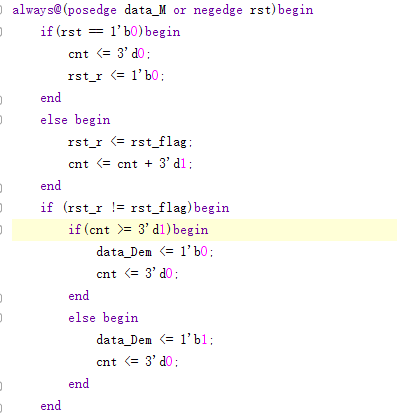 always@(posedge data_M or negedge rst)begin
    if(rst == 1'b0)begin
        cnt <= 3'd0;
        rst_r <= 1'b0;
    end
    else begin
        rst_r <= rst_flag;
        cnt <= cnt + 3'd1;
    end
    if (rst_r != rst_flag)begin
        if(cnt >= 3'd1)begin
            data_Dem <= 1'b0;
            cnt <= 3'd0;
        end
        else begin
            data_Dem <= 1'b1;
            cnt <= 3'd0;
        end
    end